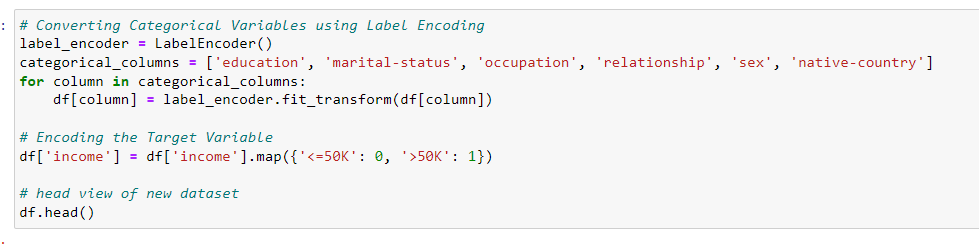 :
# Converting Categorical Variables using Label Encoding
label_encoder = LabelEncoder()
categorical_columns = ['education', 'marital-status', 'occupation', 'relationship', 'sex', 'native-country']
for column in categorical_columns:
    df[column] = label_encoder.fit_transform(df[column])

# Encoding the Target Variable
df['income'] = df['income'].map({'<=50K': 0, '>50K': 1})

# head view of new dataset
df.head()